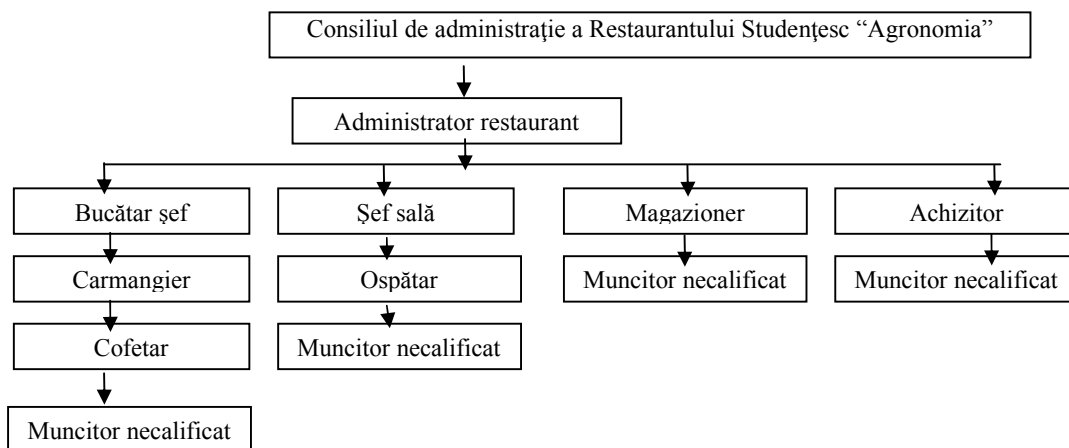 Consiliul de administraţie a Restaurantului Studenţesc “Agronomia”
Administrator restaurant
Bucătar şef
Şef sală
Magazioner
Achizitor
Carmangier
Ospătar
Muncitor necalificat
Muncitor necalificat
Cofetar
Muncitor necalificat
Muncitor necalificat